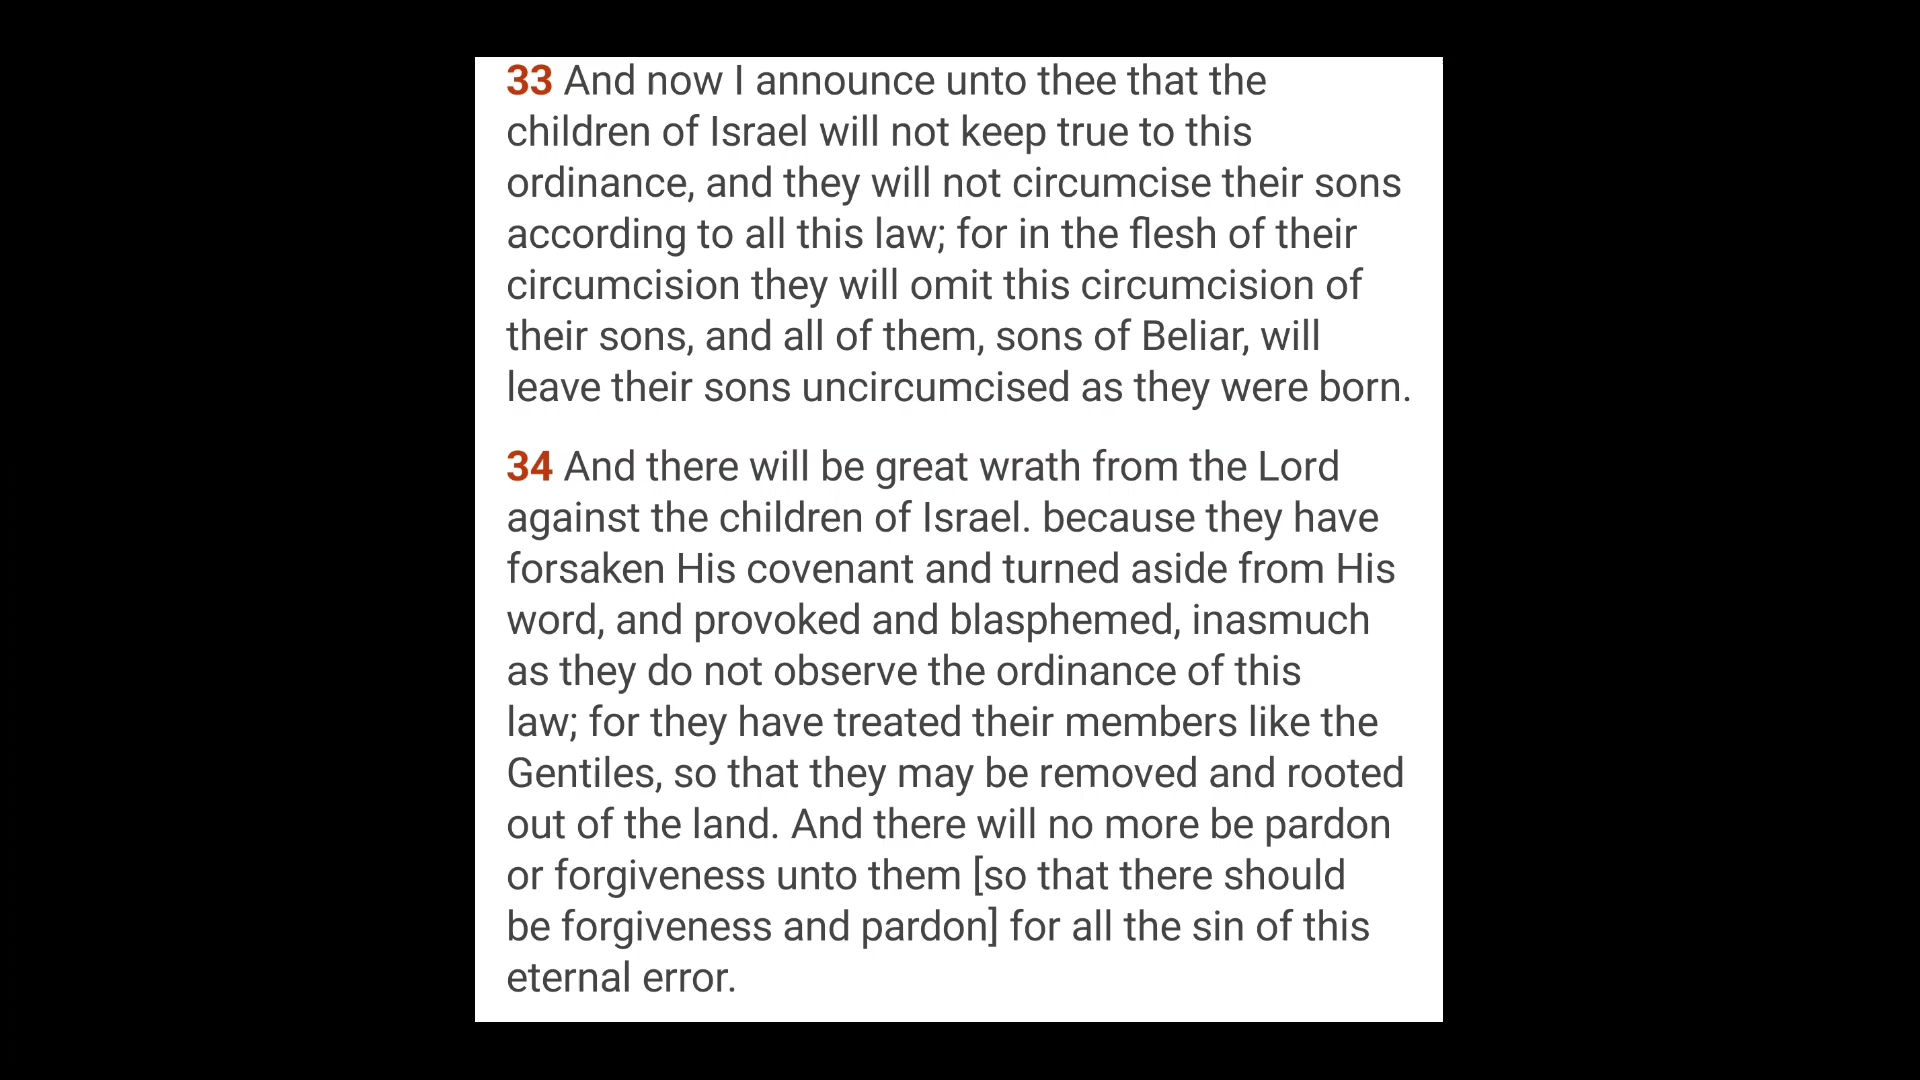 33 And now I announce unto thee that the
children of Israel will not keep true to this
ordinance, and they will not circumcise their sons
according to all this law; for in the flesh of their
circumcision they will omit this circumcision of
their sons, and all of them, sons of Beliar, will
leave their sons uncircumcised as they were born.
34 And there will be great wrath from the Lord
against the children of Israel. because they have
forsaken His covenant and turned aside from His
word, and provoked and blasphemed, inasmuch
as they do not observe the ordinance of this
law; for they have treated their members like the
Gentiles, so that they may be removed and rooted
out of the land. And there will no more be pardon
or forgiveness unto them [so that there should
be forgiveness and pardon] for all the sin of this
eternal error.